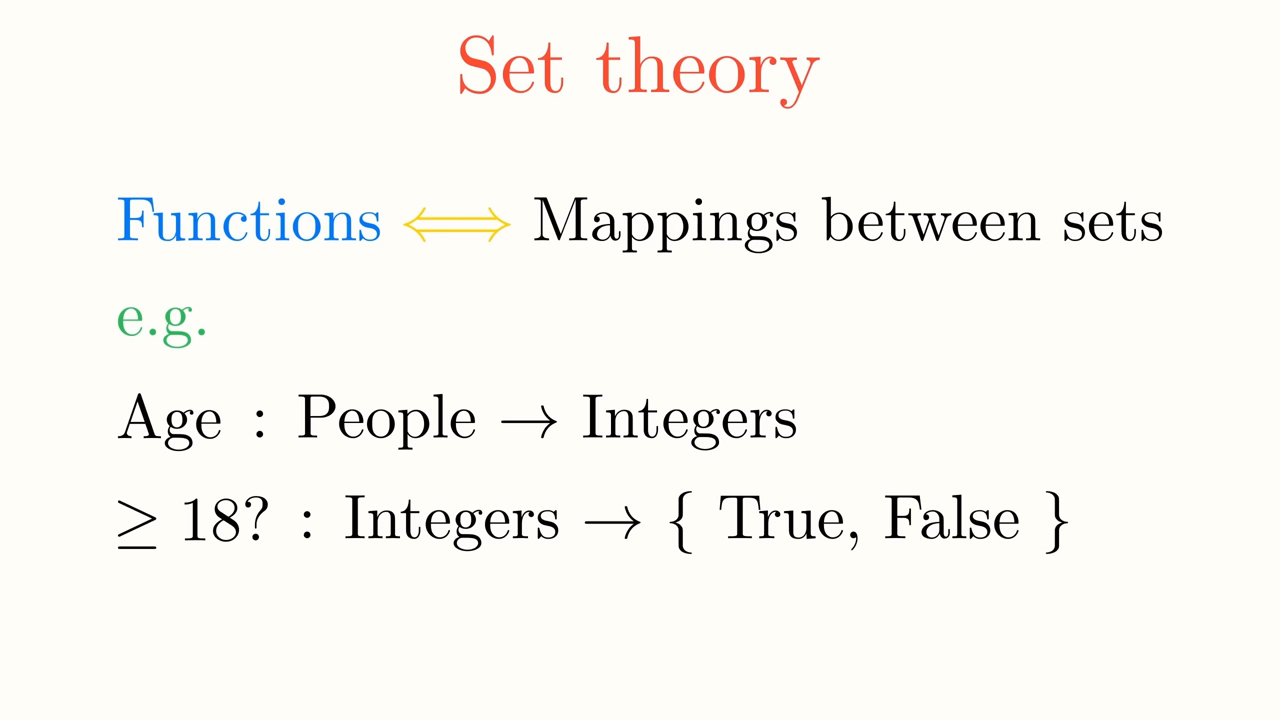 Set theory
Functions ⟺ Mappings between sets
e.g.
Age : People → Integers
≥ 18? : Integers → { True, False }